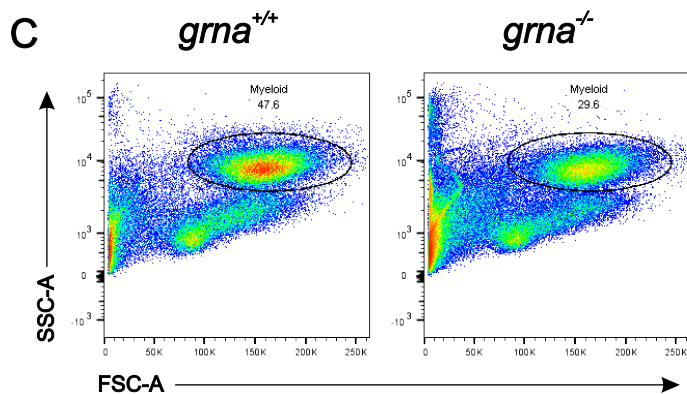 C
grna+/+
grna-/-
Myeloid
47.6
Myeloid
29.6
10^5
10^4
10^3
0
-10^3
10^5
10^4
10^3
0
-10^3
0 50K 100K 150K 200K 250K
0 50K 100K 150K 200K 250K
SSC-A
FSC-A